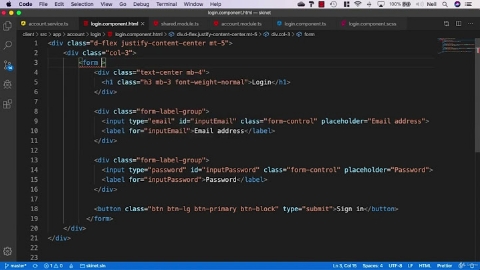 Code File Edit Selection View Go Run Terminal Window Help
100% Neil
login.component.html — skinet
account.service.ts login.component.html shared.module.ts account.module.ts login.component.ts login.component.scss
client > src > app > account > login > login.component.html > div.d-flex.justify-content-center.mt-5 > div.col-3 > form
1 <div class="d-flex justify-content-center mt-5">
2 <div class="col-3">
3 <form >
4 <div class="text-center mb-4">
5 <h1 class="h3 mb-3 font-weight-normal">Login</h1>
6 </div>
7
8 <div class="form-label-group">
9 <input type="email" id="inputEmail" class="form-control" placeholder="Email address">
10 <label for="inputEmail">Email address</label>
11 </div>
12
13 <div class="form-label-group">
14 <input type="password" id="inputPassword" class="form-control" placeholder="Password">
15 <label for="inputPassword">Password</label>
16 </div>
17
18 <button class="btn btn-lg btn-primary btn-block" type="submit">Sign in</button>
19 </form>
20 </div>
21 </div>
master* 1 0 skinet.sln
Ln 3, Col 15 Spaces: 4 UTF-8 LF HTML Prettier